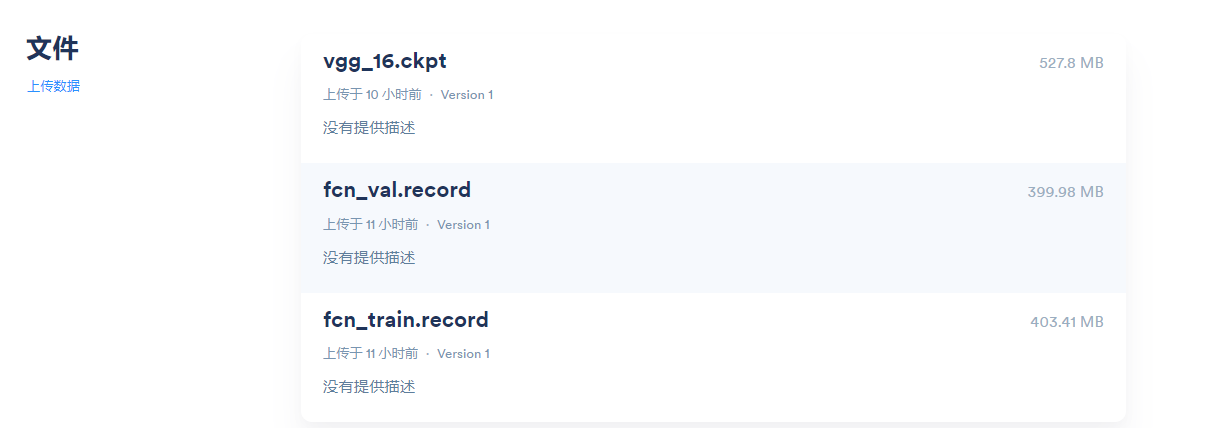 文件
上传数据
vgg_16.ckpt
527.8 MB
上传于 10 小时前 · Version 1
没有提供描述
fcn_val.record
399.98 MB
上传于 11 小时前 · Version 1
没有提供描述
fcn_train.record
403.41 MB
上传于 11 小时前 · Version 1
没有提供描述